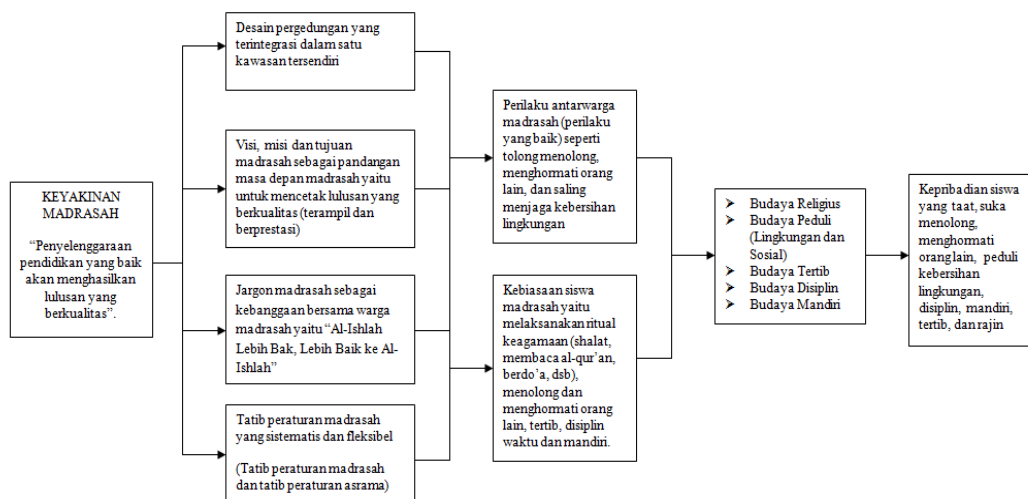 KEYAKINAN
MADRASAH
“Penyelenggaraan
pendidikan yang baik
akan menghasilkan
lulusan yang
berkualitas”.
Desain pergedungan yang
terintegrasi dalam satu
kawasan tersendiri
Visi, misi dan tujuan
madrasah sebagai pandangan
masa depan madrasah yaitu
untuk mencetak lulusan yang
berkualitas (terampil dan
berprestasi)
Jargon madrasah sebagai
kebanggaan bersama warga
madrasah yaitu “Al-Ishlah
Lebih Bak, Lebih Baik ke Al-
Ishlah”
Tatib peraturan madrasah
yang sistematis dan fleksibel
(Tatib peraturan madrasah
dan tatib peraturan asrama)
Perilaku antarwarga
madrasah (perilaku
yang baik) seperti
tolong menolong,
menghormati orang
lain, dan saling
menjaga kebersihan
lingkungan
Kebiasaan siswa
madrasah yaitu
melaksanakan ritual
keagamaan (shalat,
membaca al-qur’an,
berdo’a, dsb),
menolong dan
menghormati orang
lain, tertib, disiplin
waktu dan mandiri.
➢ Budaya Religius
➢ Budaya Peduli
(Lingkungan dan
Sosial)
➢ Budaya Tertib
➢ Budaya Disiplin
➢ Budaya Mandiri
Kepribadian siswa
yang taat, suka
menolong,
menghormati
orang lain, peduli
kebersihan
lingkungan,
disiplin, mandiri,
tertib, dan rajin